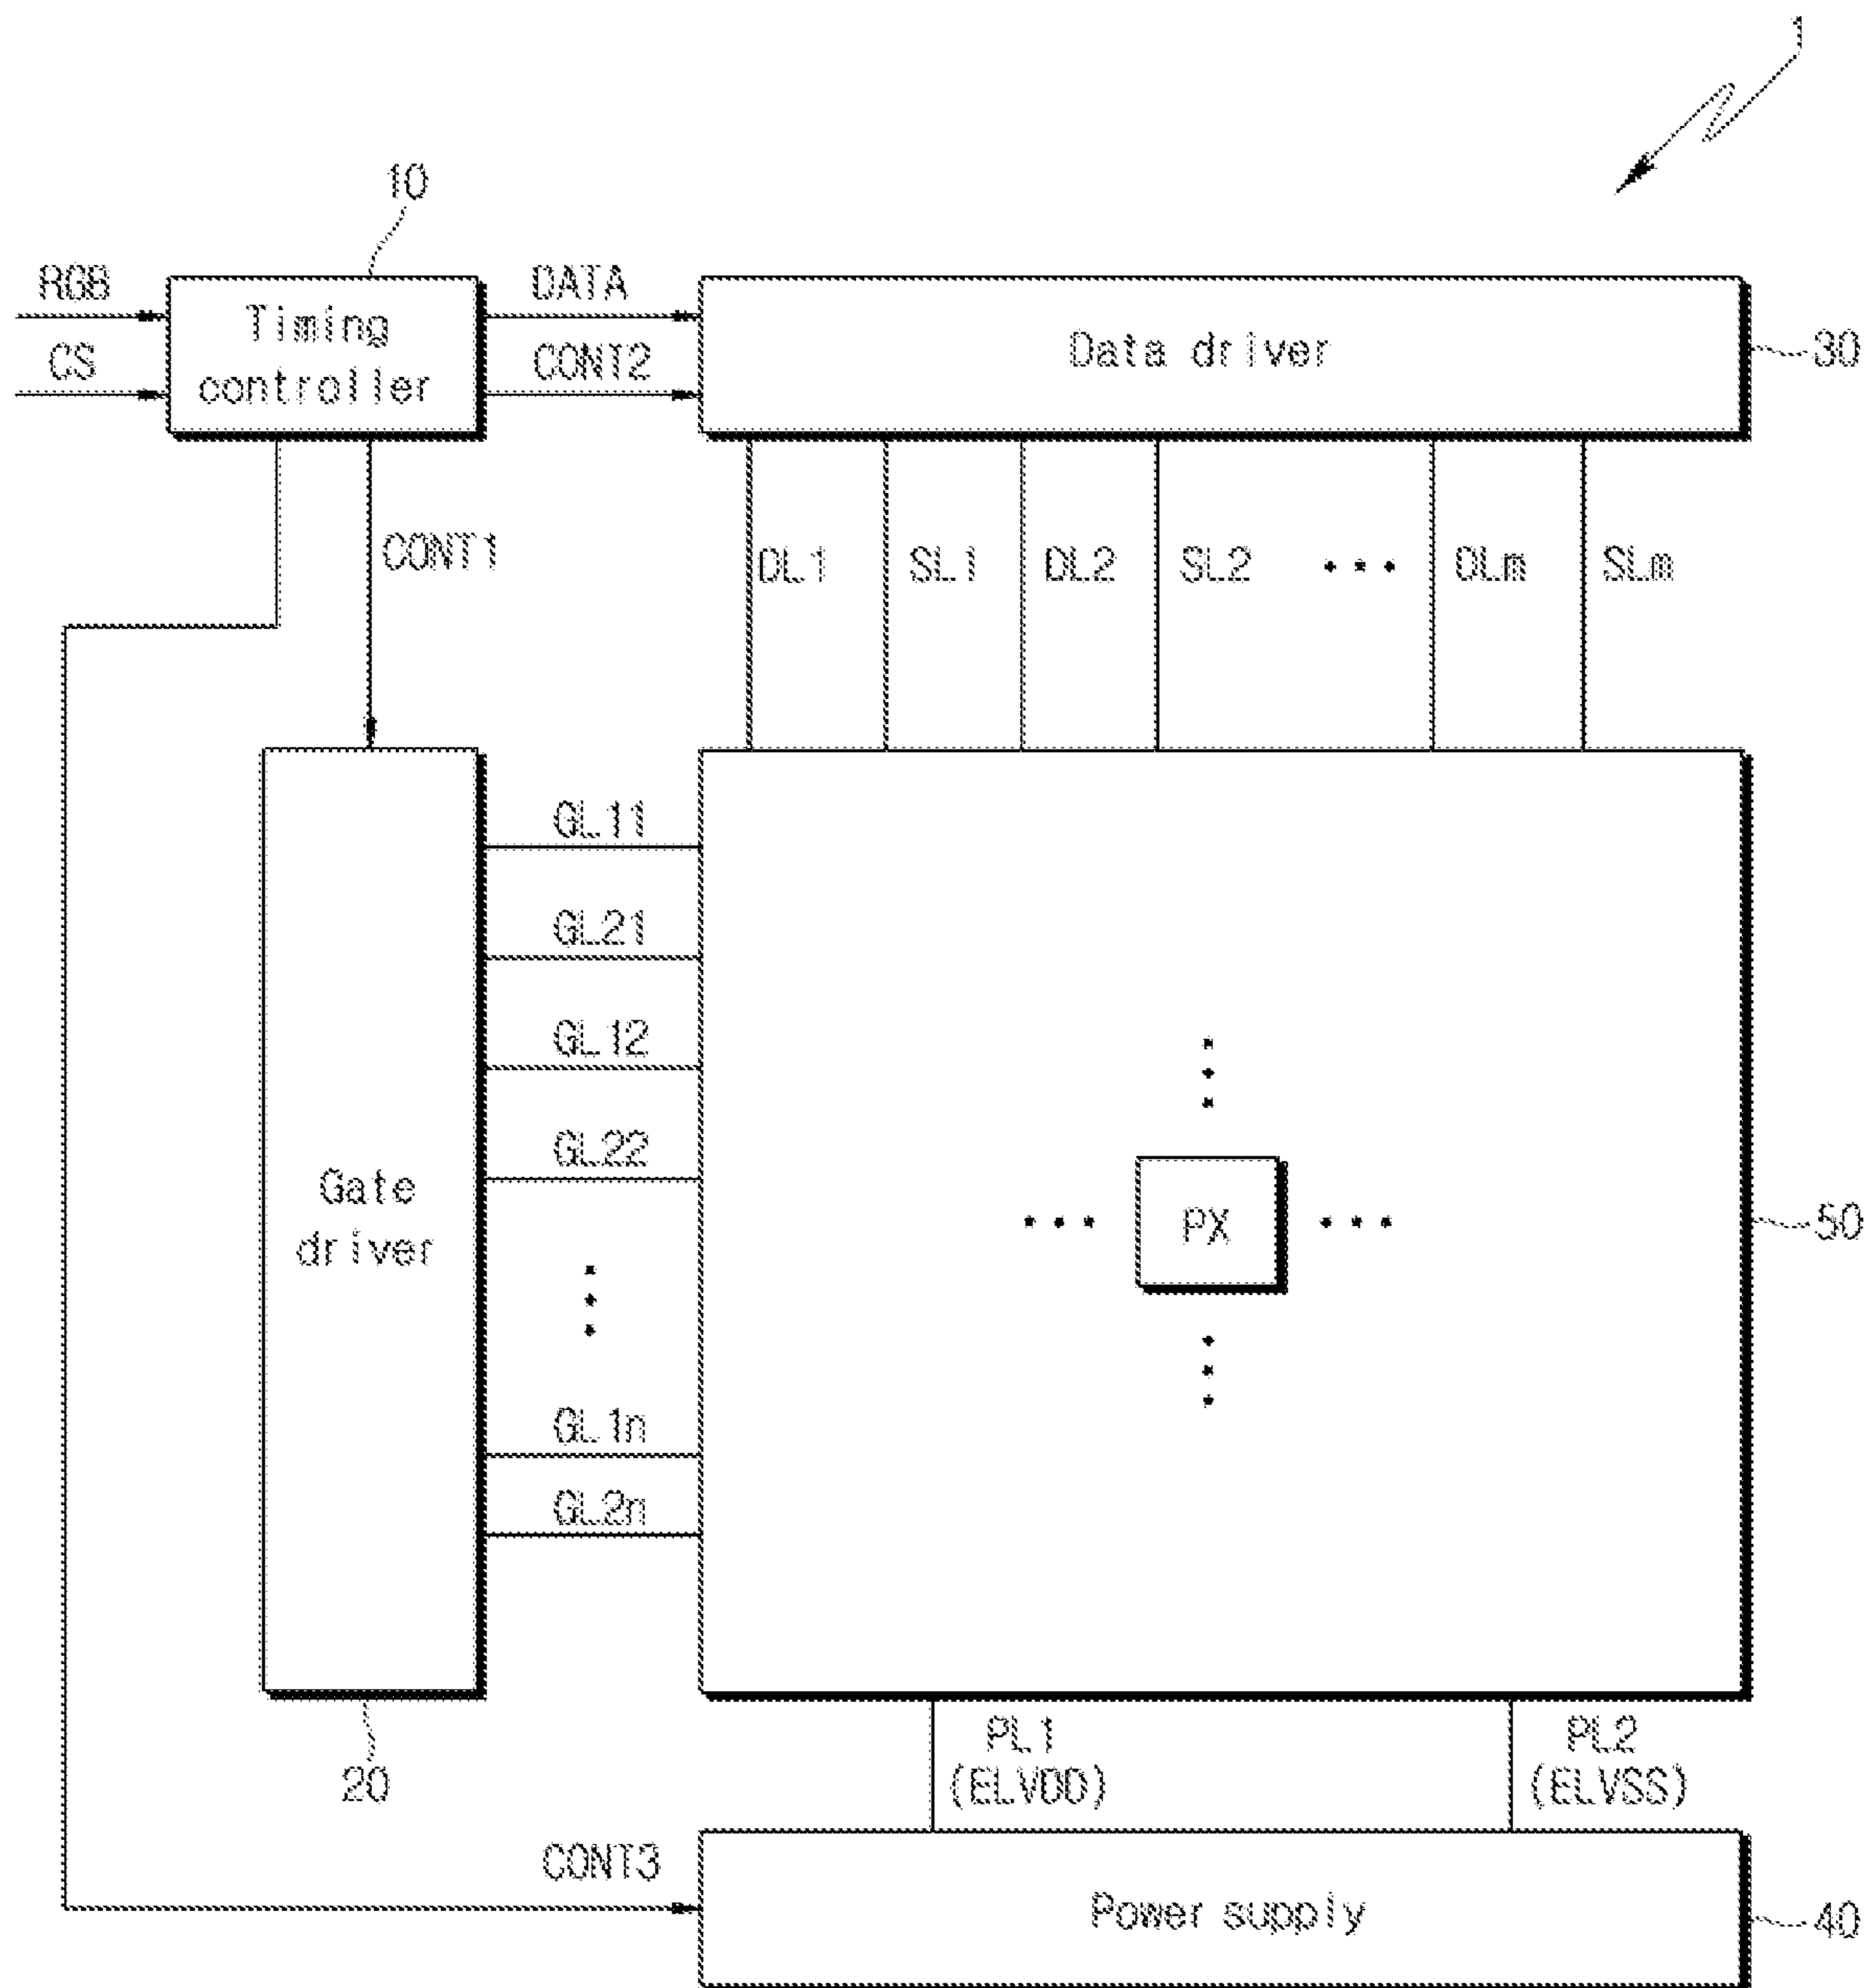 1
10
RGB
CS
Timing
controller
DATA
CONT2
Data driver
30
CONT1
DL1 SL1 DL2 SL2 ••• DLm SLm
GL11
GL21
GL12
GL22
GL1n
GL2n
Gate
driver
20
••• PX •••
50
PL1
(ELVDD)
PL2
(ELVSS)
CONT3
Power supply
40